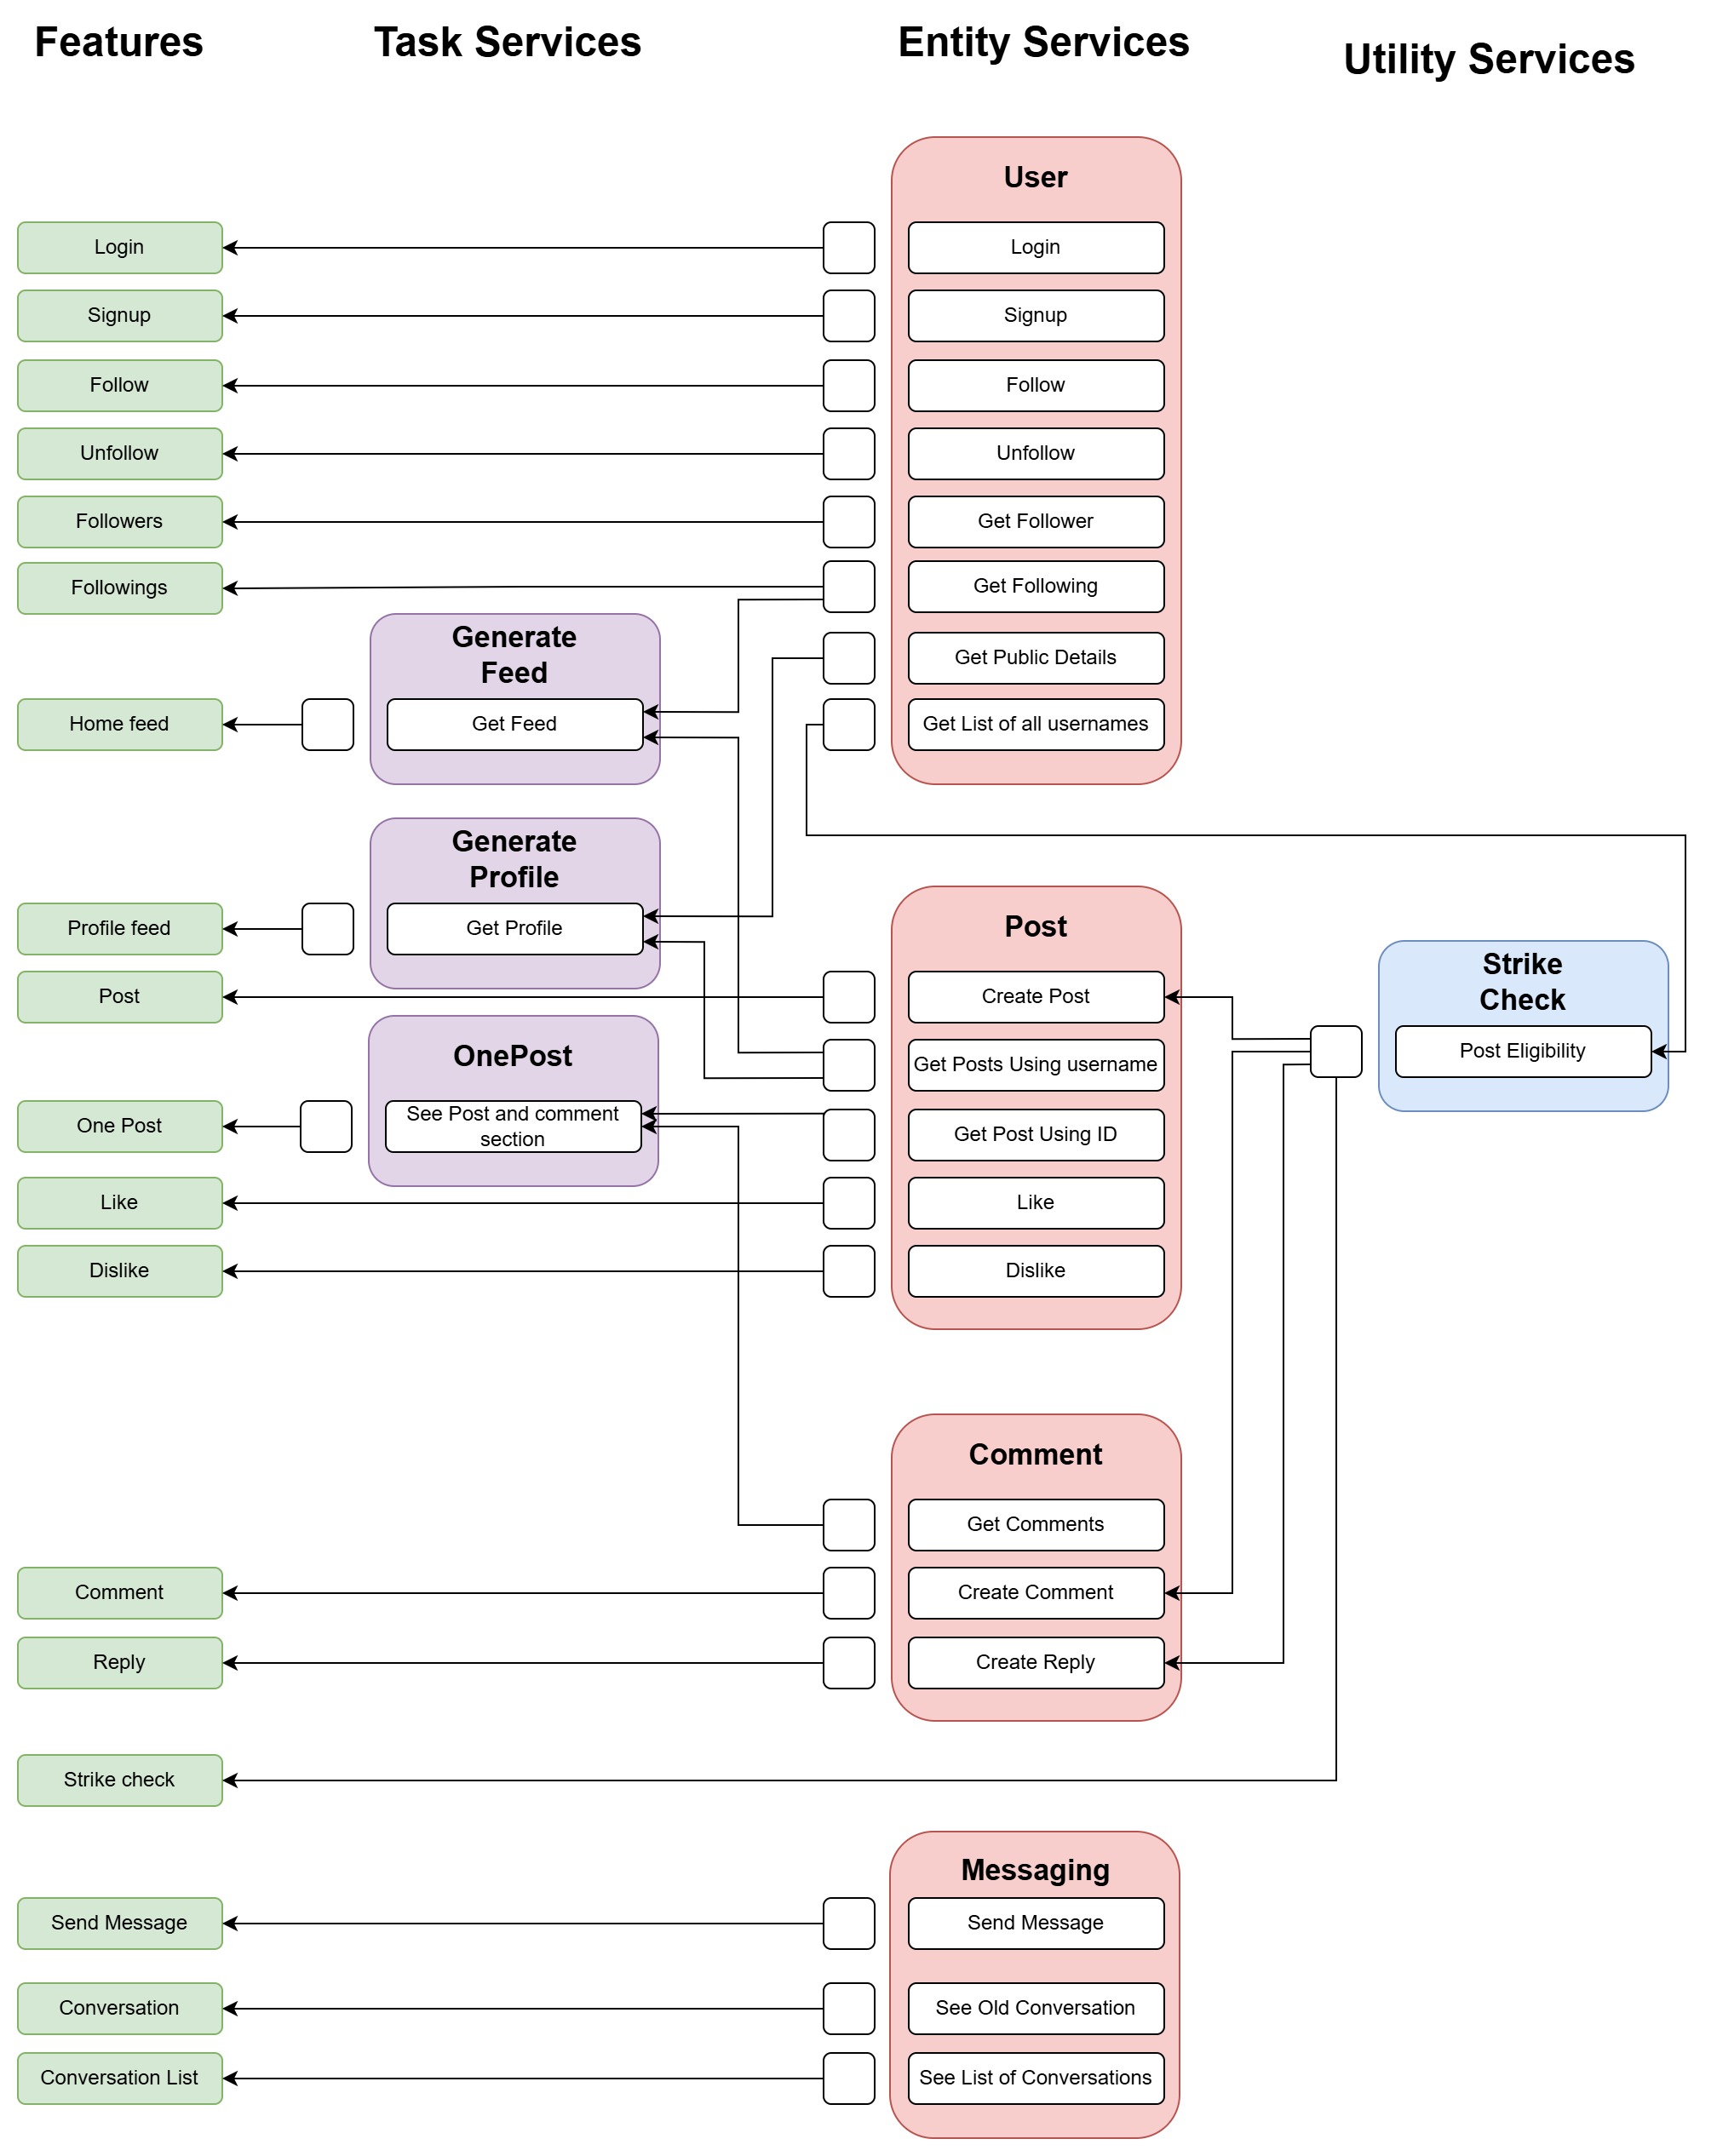 Features
Task Services
Entity Services
Utility Services
User
Login
Login
Signup
Signup
Follow
Follow
Unfollow
Unfollow
Followers
Get Follower
Followings
Get Following
Generate
Feed
Get Public Details
Home feed
Get Feed
Get List of all usernames
Generate
Profile
Profile feed
Get Profile
Post
Strike
Check
Post
Create Post
OnePost
Get Posts Using username
Post Eligibility
One Post
See Post and comment
section
Get Post Using ID
Like
Like
Dislike
Dislike
Comment
Get Comments
Comment
Create Comment
Reply
Create Reply
Strike check
Messaging
Send Message
Send Message
Conversation
See Old Conversation
Conversation List
See List of Conversations